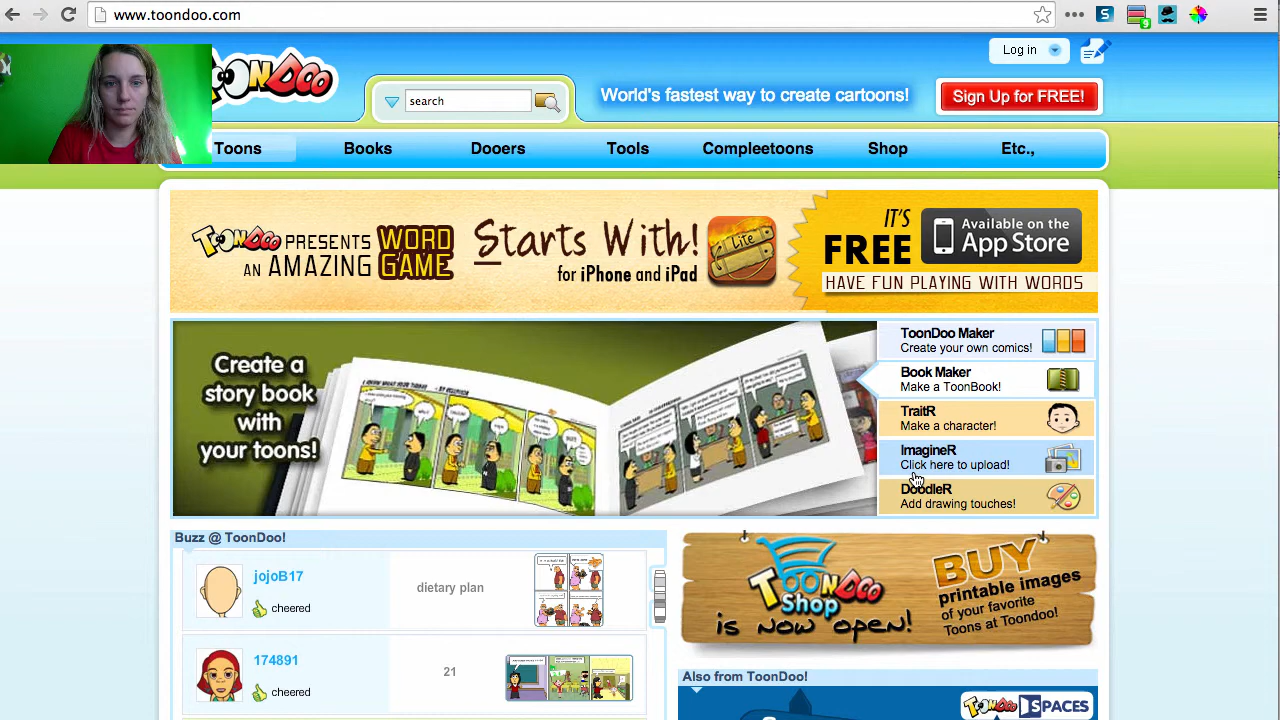 www.toondoo.com
Log in
TOONDOO
search
World's fastest way to create cartoons!
Sign Up for FREE!
Toons
Books
Dooers
Tools
Compleetoons
Shop
Etc.,
TOONDOO PRESENTS
AN AMAZING
WORD
GAME
Starts With!
for iPhone and iPad
Lite
IT'S
FREE
Available on the
App Store
HAVE FUN PLAYING WITH WORDS
Create a
story book
with
your toons!
ToonDoo Maker
Create your own comics!
Book Maker
Make a ToonBook!
TraitR
Make a character!
ImagineR
Click here to upload!
DoodleR
Add drawing touches!
Buzz @ ToonDoo!
jojoB17
cheered
dietary plan
174891
cheered
21
TOONDOO
Shop
is now open!
BUY
printable images
of your favorite
Toons at Toondoo!
Also from ToonDoo!
TOONDOO SPACES